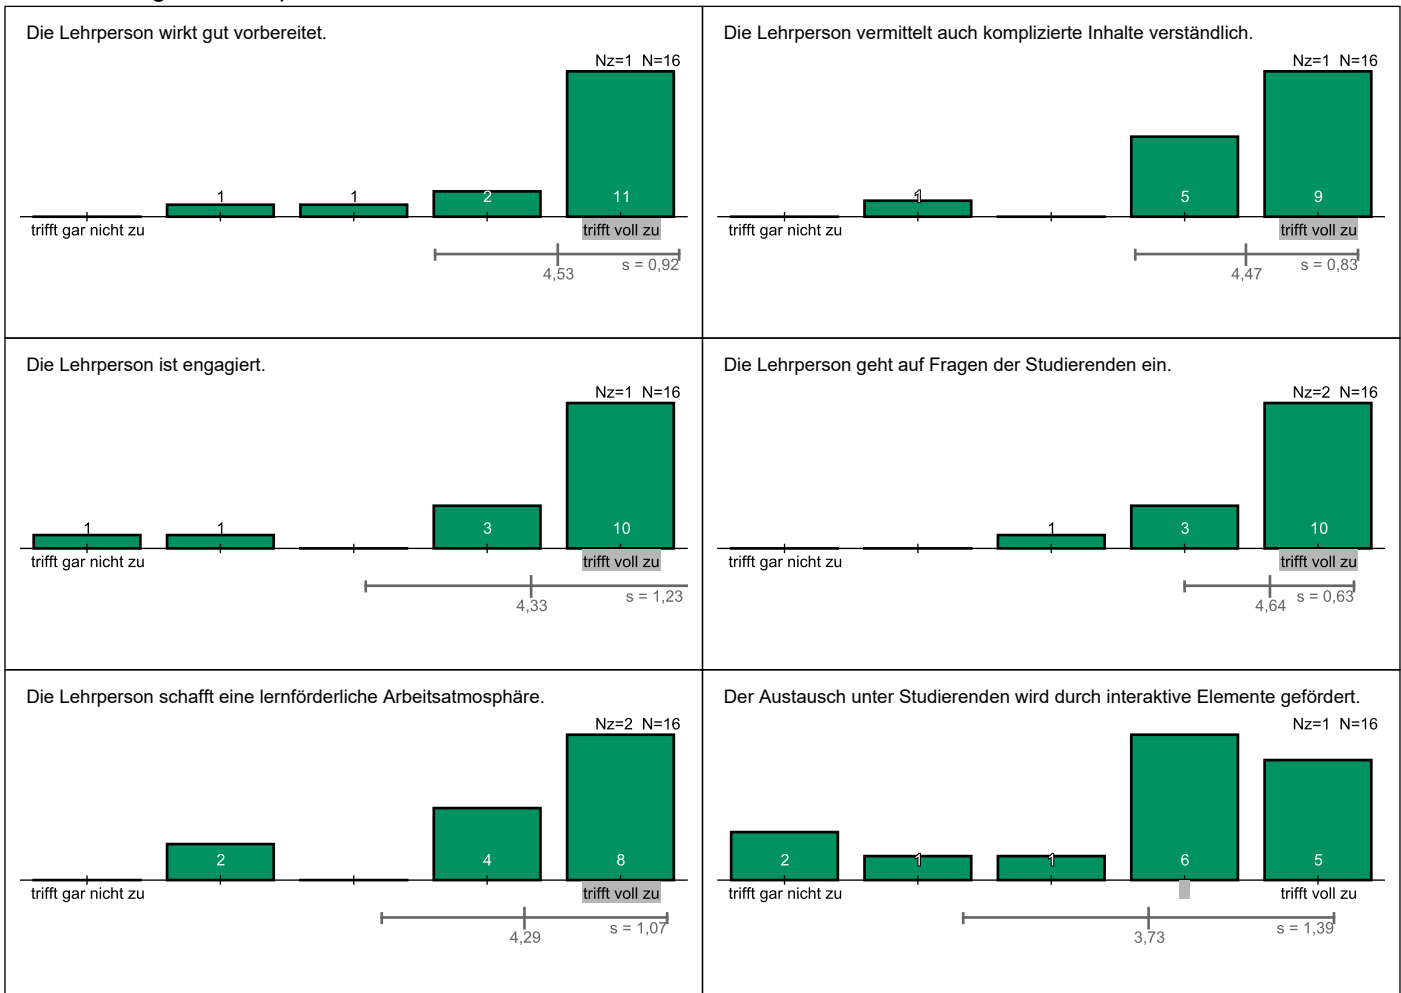 Die Lehrperson wirkt gut vorbereitet.
Nz=1 N=16
1
1
2
11
trifft gar nicht zu
trifft voll zu
s = 0,92
4,53
Die Lehrperson vermittelt auch komplizierte Inhalte verständlich.
Nz=1 N=16
1
5
9
trifft gar nicht zu
trifft voll zu
s = 0,83
4,47
Die Lehrperson ist engagiert.
Nz=1 N=16
1
1
3
10
trifft gar nicht zu
trifft voll zu
s = 1,23
4,33
Die Lehrperson geht auf Fragen der Studierenden ein.
Nz=2 N=16
1
3
10
trifft gar nicht zu
trifft voll zu
s = 0,63
4,64
Die Lehrperson schafft eine lernförderliche Arbeitsatmosphäre.
Nz=2 N=16
2
4
8
trifft gar nicht zu
trifft voll zu
s = 1,07
4,29
Der Austausch unter Studierenden wird durch interaktive Elemente gefördert.
Nz=1 N=16
2
1
1
6
5
trifft gar nicht zu
trifft voll zu
s = 1,39
3,73